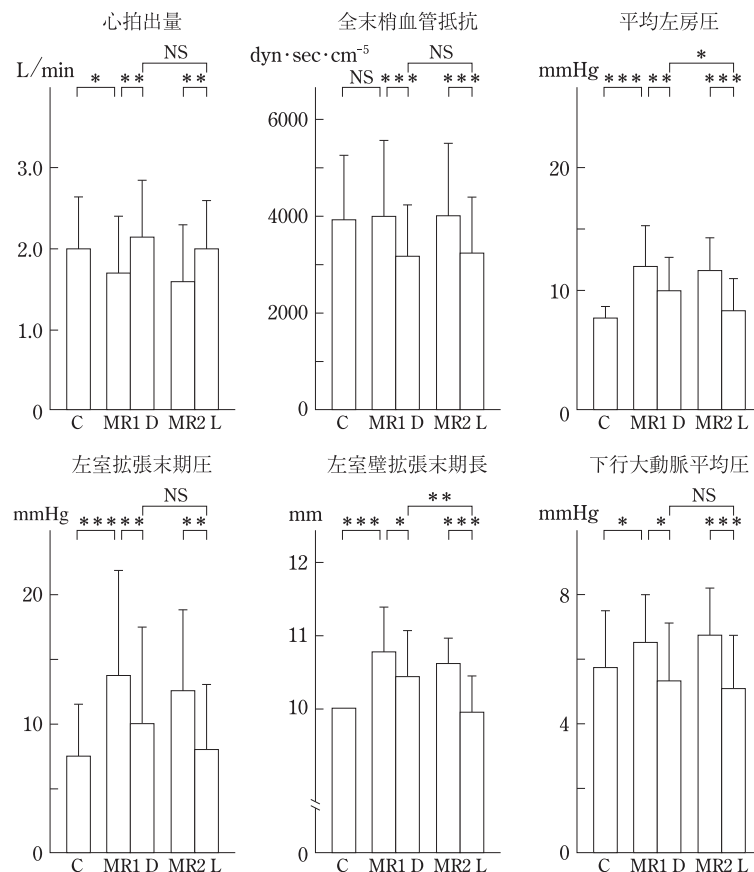 心拍出量
L/min
NS
* ** **
3.0
2.0
1.0
0
C MR1 D MR2 L
全末梢血管抵抗
dyn·sec·cm⁻⁵
NS
NS *** ***
6000
4000
2000
0
C MR1 D MR2 L
平均左房圧
mmHg
*
*** ** ***
20
10
0
C MR1 D MR2 L
左室拡張末期圧
mmHg
NS
*** ** **
20
10
0
C MR1 D MR2 L
左室壁拡張末期長
mm
**
*** * ***
12
11
10
0
C MR1 D MR2 L
下行大動脈平均圧
mmHg
NS
* * ***
8
4
0
C MR1 D MR2 L